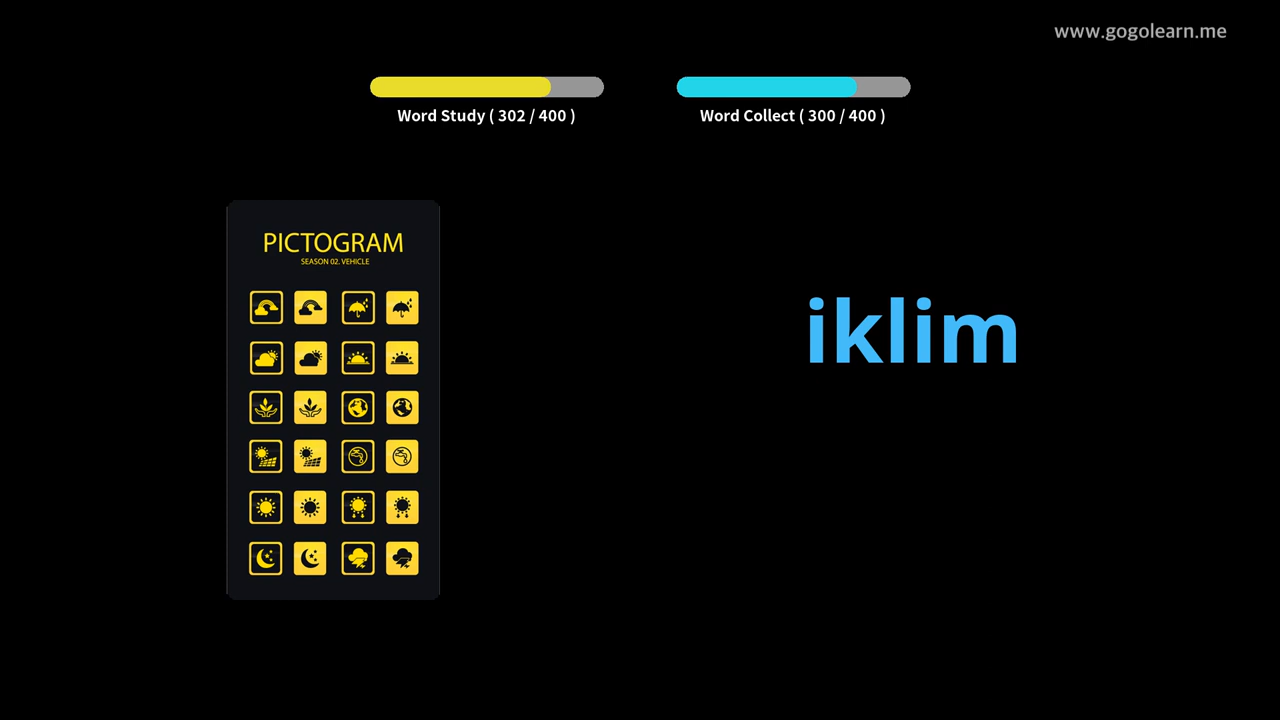 www.gogolearn.me
Word Study ( 302 / 400 )
Word Collect ( 300 / 400 )
PICTOGRAM
SEASON 02. VEHICLE
iklim